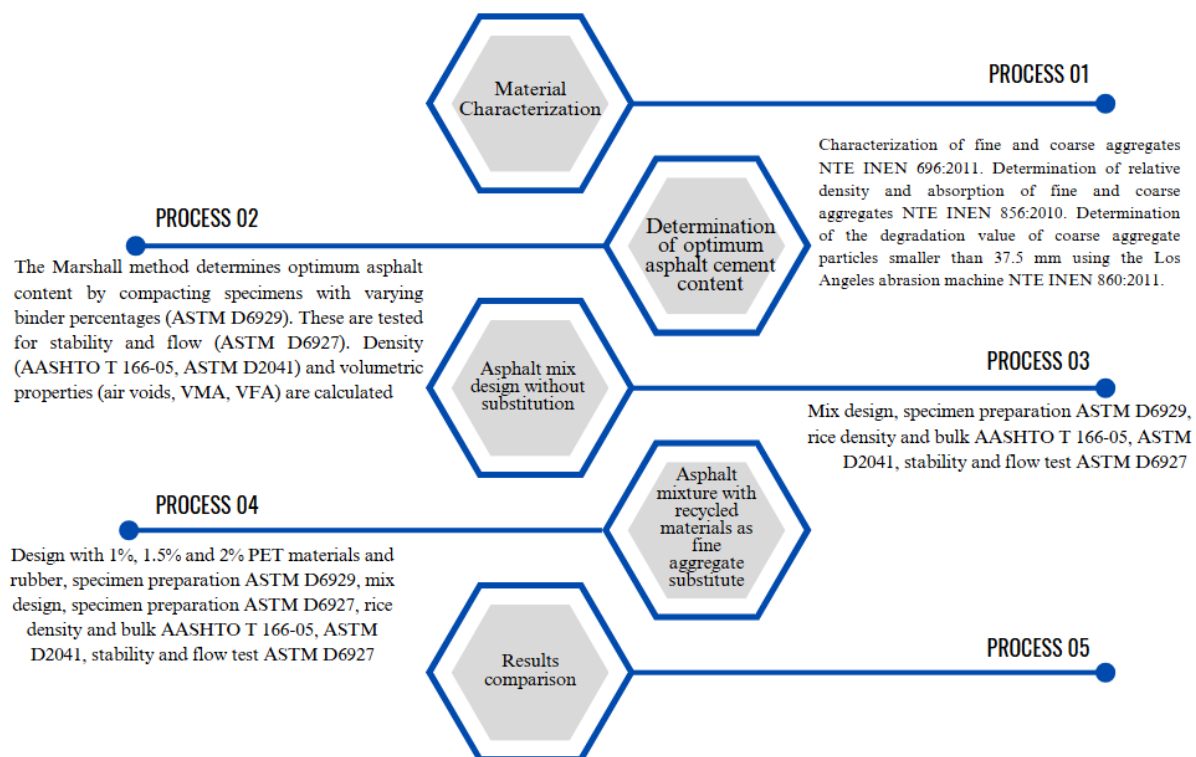 Material
Characterization
PROCESS 01
Characterization of fine and coarse aggregates
NTE INEN 696:2011. Determination of relative
density and absorption of fine and coarse
aggregates NTE INEN 856:2010. Determination
of the degradation value of coarse aggregate
particles smaller than 37.5 mm using the Los
Angeles abrasion machine NTE INEN 860:2011.
PROCESS 02
Determination
of optimum
asphalt cement
content
The Marshall method determines optimum asphalt
content by compacting specimens with varying
binder percentages (ASTM D6929). These are tested
for stability and flow (ASTM D6927). Density
(AASHTO T 166-05, ASTM D2041) and volumetric
properties (air voids, VMA, VFA) are calculated
Asphalt mix
design without
substitution
PROCESS 03
Mix design, specimen preparation ASTM D6929,
rice density and bulk AASHTO T 166-05, ASTM
D2041, stability and flow test ASTM D6927
PROCESS 04
Asphalt
mixture with
recycled
materials as
fine
aggregate
substitute
Design with 1%, 1.5% and 2% PET materials and
rubber, specimen preparation ASTM D6929, mix
design, specimen preparation ASTM D6927, rice
density and bulk AASHTO T 166-05, ASTM
D2041, stability and flow test ASTM D6927
Results
comparison
PROCESS 05